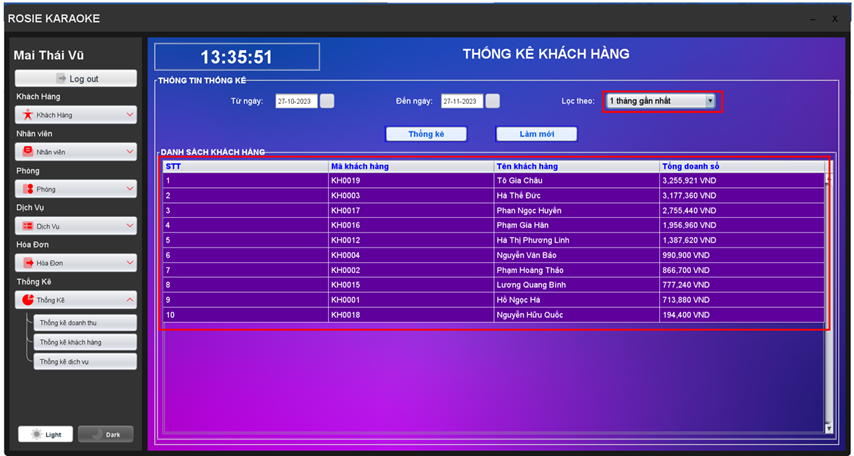 ROSIE KARAOKE
– X
Mai Thái Vũ
Log out
Khách Hàng
Khách Hàng
Nhân viên
Nhân viên
Phòng
Phòng
Dịch Vụ
Dịch Vụ
Hóa Đơn
Hóa Đơn
Thống Kê
Thống Kê
Thống kê doanh thu
Thống kê khách hàng
Thống kê dịch vụ
Light Dark
13:35:51 THỐNG KÊ KHÁCH HÀNG
THÔNG TIN THỐNG KÊ
Từ ngày: 27-10-2023 Đến ngày: 27-11-2023 Lọc theo: 1 tháng gần nhất
Thống kê Làm mới
DANH SÁCH KHÁCH HÀNG
STT Mã khách hàng Tên khách hàng Tổng doanh số
1 KH0019 Tô Gia Châu 3,255,921 VND
2 KH0003 Hà Thế Đức 3,177,360 VND
3 KH0017 Phan Ngọc Huyền 2,755,440 VND
4 KH0016 Phạm Gia Hân 1,956,960 VND
5 KH0012 Hà Thị Phương Linh 1,387,620 VND
6 KH0004 Nguyễn Văn Bảo 990,900 VND
7 KH0002 Phạm Hoàng Thảo 866,700 VND
8 KH0015 Lương Quang Bình 777,240 VND
9 KH0001 Hồ Ngọc Hà 713,880 VND
10 KH0018 Nguyễn Hữu Quốc 194,400 VND